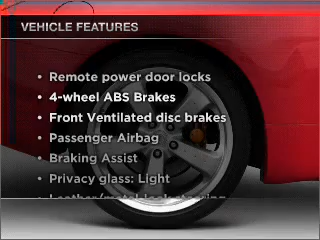 VEHICLE FEATURES
• Remote power door locks
• 4-wheel ABS Brakes
• Front Ventilated disc brakes
• Passenger Airbag
• Braking Assist
• Privacy glass: Light